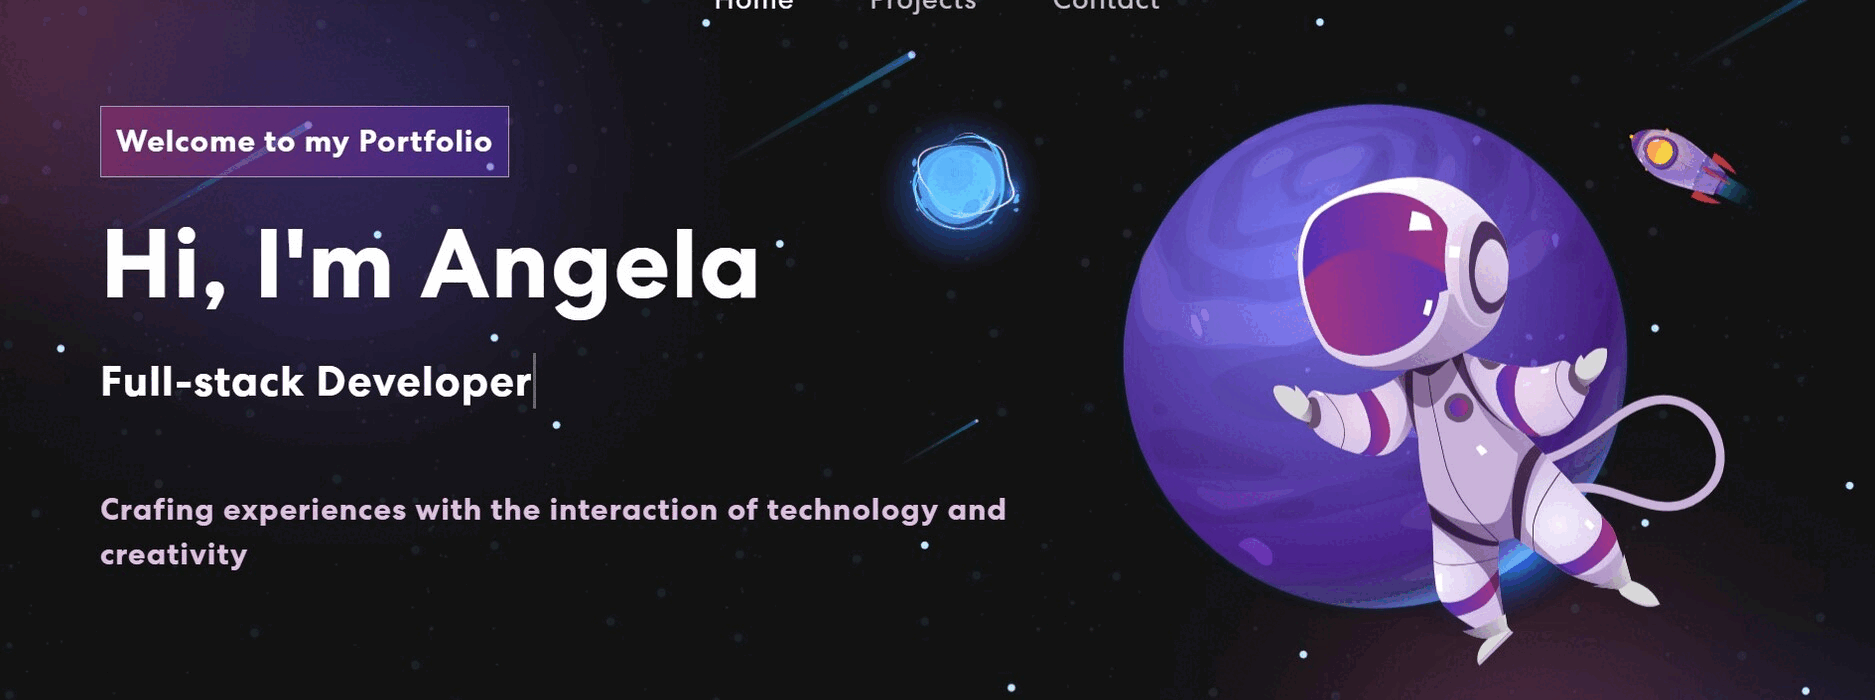 Home Projects Contact
Welcome to my Portfolio
Hi, I'm Angela
Full-stack Developer
Crafing experiences with the interaction of technology and
creativity